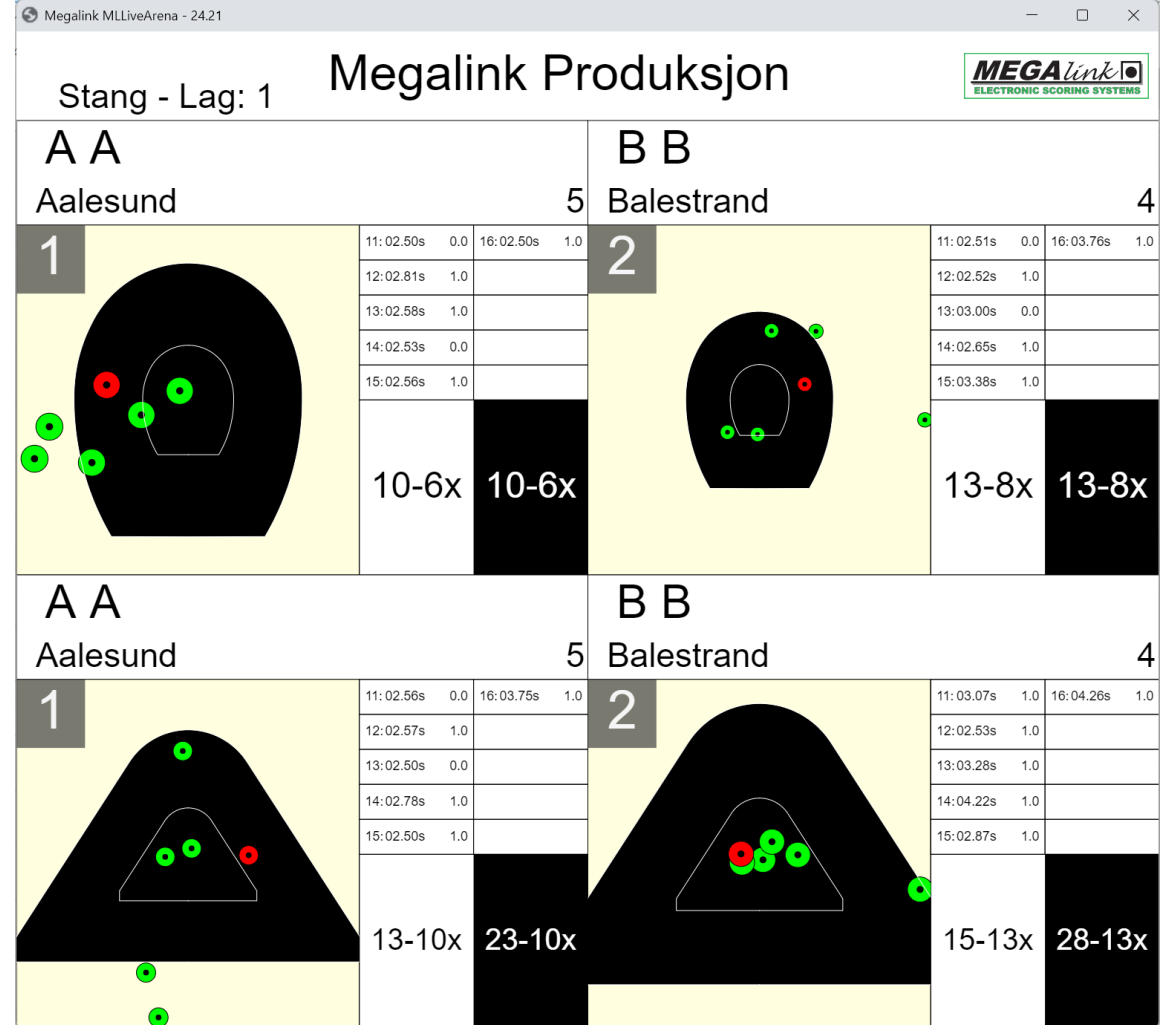 Megalink MLLiveArena - 24.21
Stang - Lag: 1
Megalink Produksjon
MEGAlink
ELECTRONIC SCORING SYSTEMS
A A
Aalesund 5
1
11: 02.50s 0.0 16: 02.50s 1.0
12: 02.81s 1.0
13: 02.58s 1.0
14: 02.53s 0.0
15: 02.56s 1.0
10-6x 10-6x
B B
Balestrand 4
2
11: 02.51s 0.0 16: 03.76s 1.0
12: 02.52s 1.0
13: 03.00s 0.0
14: 02.65s 1.0
15: 03.38s 1.0
13-8x 13-8x
A A
Aalesund 5
1
11: 02.56s 0.0 16: 03.75s 1.0
12: 02.57s 1.0
13: 02.50s 0.0
14: 02.78s 1.0
15: 02.50s 1.0
13-10x 23-10x
B B
Balestrand 4
2
11: 03.07s 1.0 16: 04.26s 1.0
12: 02.53s 1.0
13: 03.28s 1.0
14: 04.22s 1.0
15: 02.87s 1.0
15-13x 28-13x